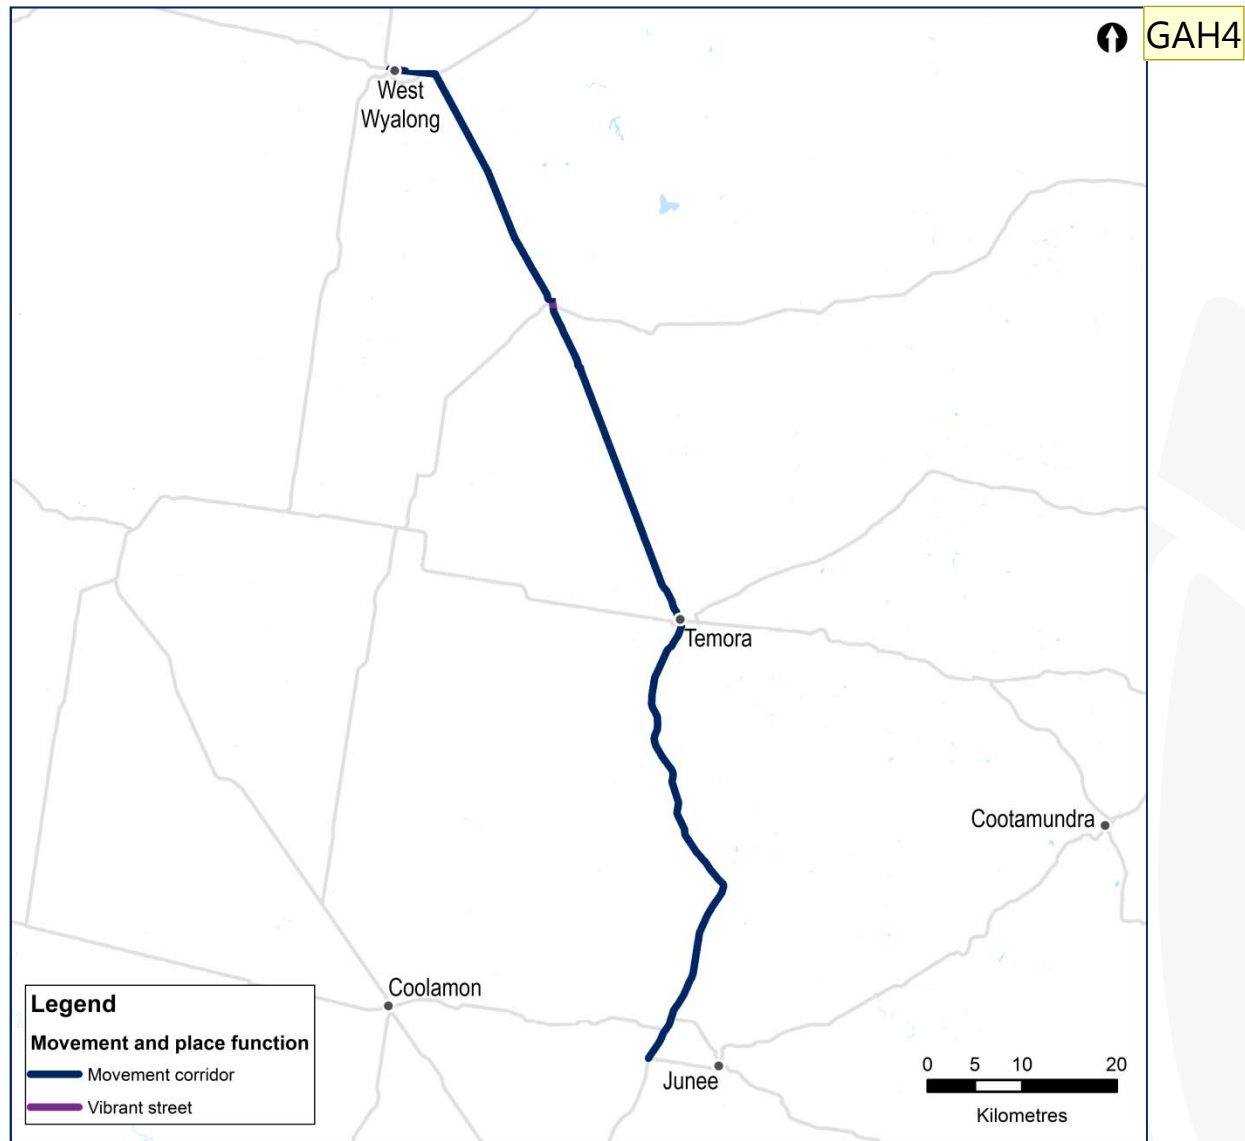 GAH4
West
Wyalong
Temora
Cootamundra
Coolamon
Junee
Legend
Movement and place function
Movement corridor
Vibrant street
0 5 10 20
Kilometres